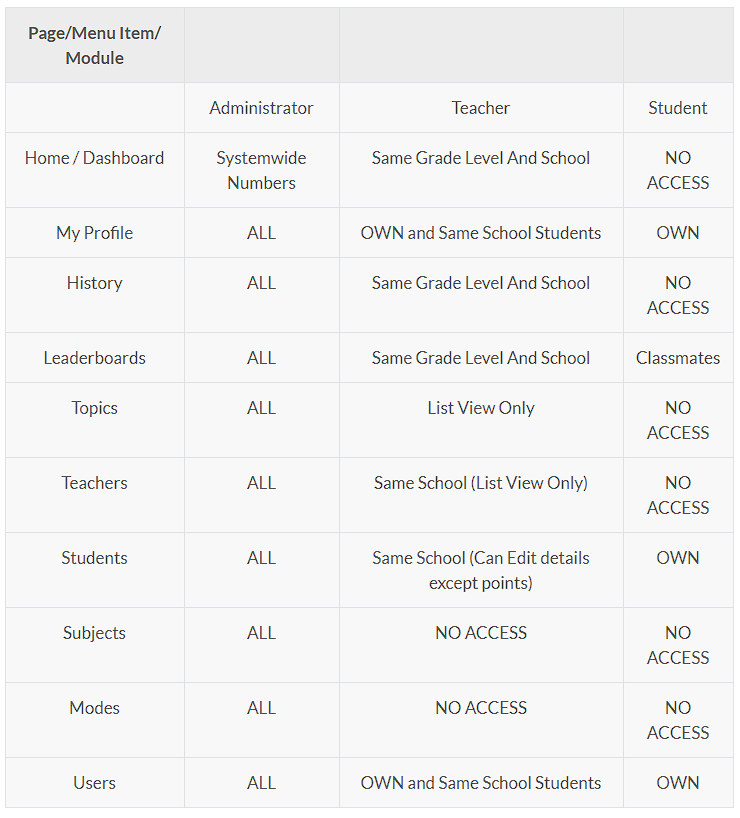 Page/Menu Item/
Module
Administrator Teacher Student
Home / Dashboard Systemwide Same Grade Level And School NO
Numbers ACCESS
My Profile ALL OWN and Same School Students OWN
History ALL Same Grade Level And School NO
ACCESS
Leaderboards ALL Same Grade Level And School Classmates
Topics ALL List View Only NO
ACCESS
Teachers ALL Same School (List View Only) NO
ACCESS
Students ALL Same School (Can Edit details OWN
except points)
Subjects ALL NO ACCESS NO
ACCESS
Modes ALL NO ACCESS NO
ACCESS
Users ALL OWN and Same School Students OWN